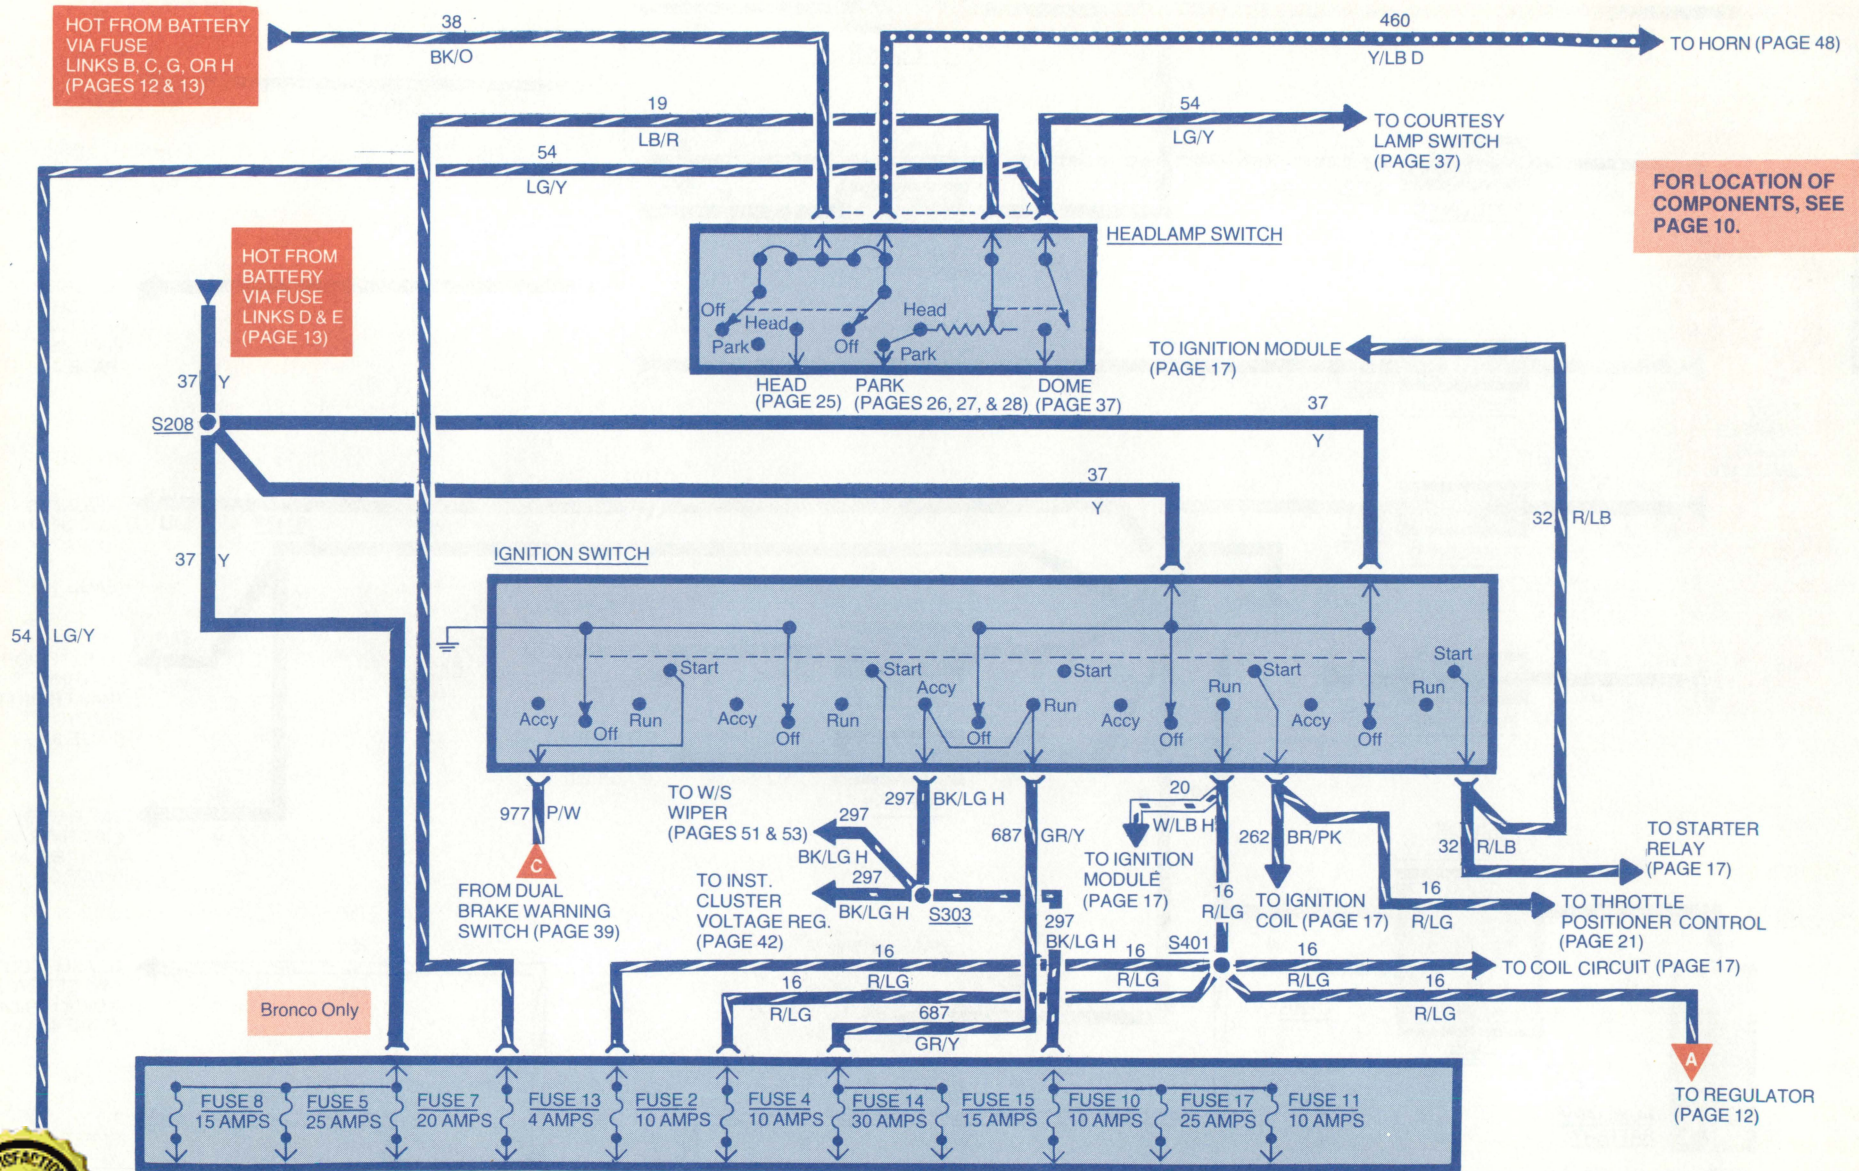 HOT FROM BATTERY
VIA FUSE
LINKS B, C, G, OR H
(PAGES 12 & 13)
38
BK/O
460
Y/LB D
TO HORN (PAGE 48)
19
LB/R
54
LG/Y
TO COURTESY
LAMP SWITCH
(PAGE 37)
54
LG/Y
FOR LOCATION OF
COMPONENTS, SEE
PAGE 10.
HOT FROM
BATTERY
VIA FUSE
LINKS D & E
(PAGE 13)
HEADLAMP SWITCH
Off
Head
Park
Off
Head
Park
HEAD
(PAGE 25)
PARK
(PAGES 26, 27, & 28)
DOME
(PAGE 37)
TO IGNITION MODULE
(PAGE 17)
37 Y
S208
37
Y
37
Y
32 R/LB
37 Y
IGNITION SWITCH
54 LG/Y
Start
Accy
Off
Run
Start
Accy
Off
Run
Accy
Off
Run
Start
Accy
Off
Run
Start
Accy
Off
Run
Start
977 P/W
C
FROM DUAL
BRAKE WARNING
SWITCH (PAGE 39)
TO W/S
WIPER
(PAGES 51 & 53)
297
BK/LG H
297 BK/LG H
TO INST.
CLUSTER
VOLTAGE REG.
(PAGE 42)
297
BK/LG H
S303
687 GR/Y
297
BK/LG H
20
W/LB H
TO IGNITION
MODULE
(PAGE 17)
16
R/LG
262 BR/PK
TO IGNITION
COIL (PAGE 17)
32 R/LB
TO STARTER
RELAY
(PAGE 17)
16
R/LG
TO THROTTLE
POSITIONER CONTROL
(PAGE 21)
S401
16
R/LG
16
R/LG
16
R/LG
TO COIL CIRCUIT (PAGE 17)
16
R/LG
16
R/LG
687
GR/Y
A
TO REGULATOR
(PAGE 12)
Bronco Only
FUSE 8
15 AMPS
FUSE 5
25 AMPS
FUSE 7
20 AMPS
FUSE 13
4 AMPS
FUSE 2
10 AMPS
FUSE 4
10 AMPS
FUSE 14
30 AMPS
FUSE 15
15 AMPS
FUSE 10
10 AMPS
FUSE 17
25 AMPS
FUSE 11
10 AMPS